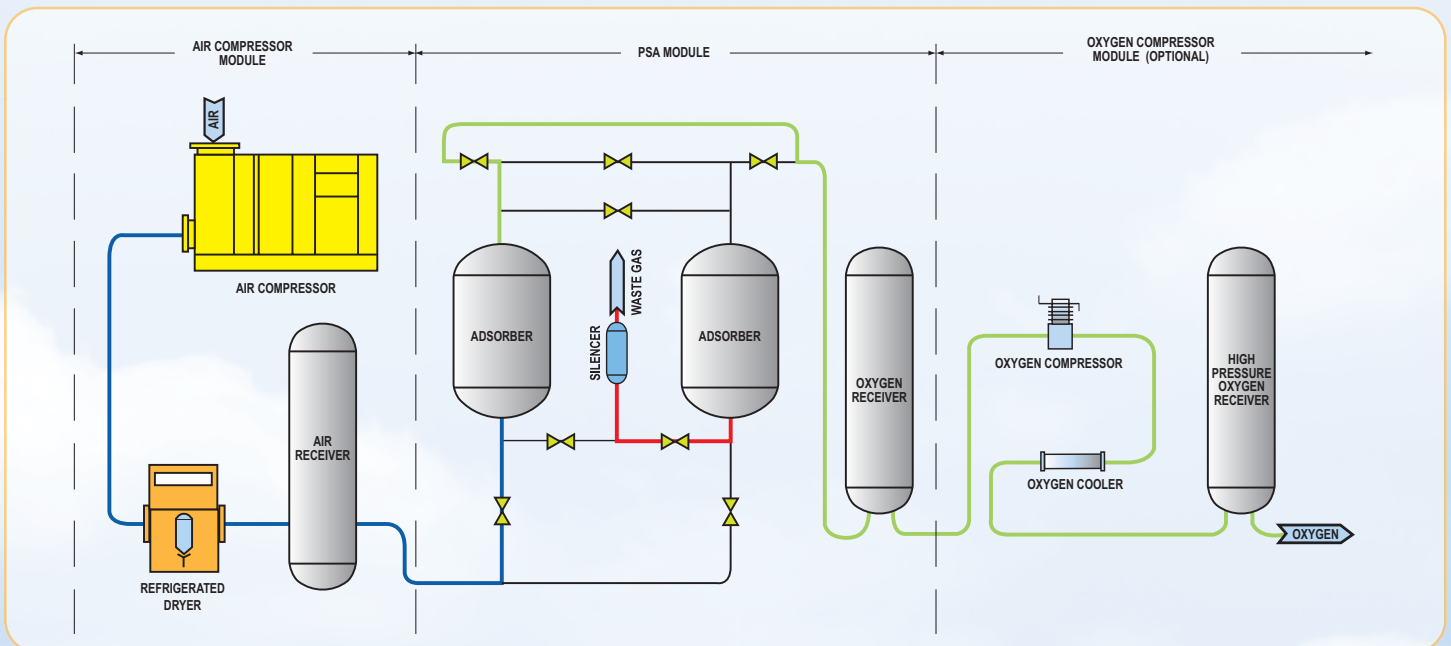 AIR COMPRESSOR
MODULE
PSA MODULE
OXYGEN COMPRESSOR
MODULE (OPTIONAL)
AIR
AIR COMPRESSOR
WASTE GAS
SILENCER
ADSORBER
ADSORBER
OXYGEN
RECEIVER
OXYGEN COMPRESSOR
HIGH
PRESSURE
OXYGEN
RECEIVER
AIR
RECEIVER
OXYGEN COOLER
OXYGEN
REFRIGERATED
DRYER